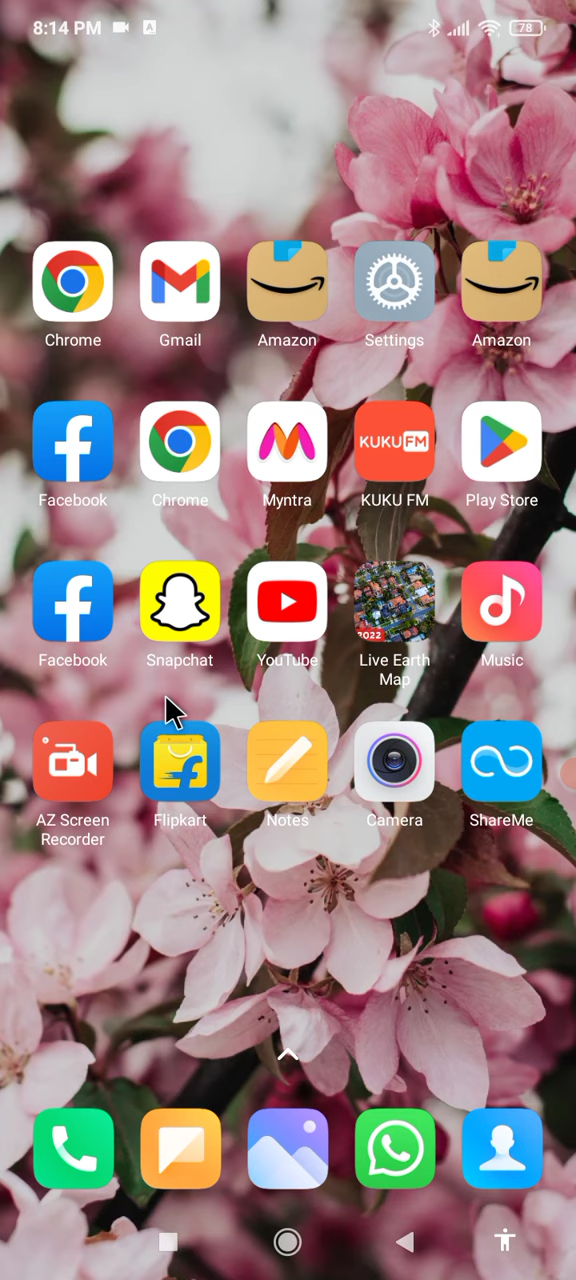 8:14 PM
78
Chrome
Gmail
Amazon
Settings
Amazon
KUKU FM
Facebook
Chrome
Myntra
KUKU FM
Play Store
2022
Facebook
Snapchat
YouTube
Live Earth
Map
Music
AZ Screen
Recorder
Flipkart
Notes
Camera
ShareMe